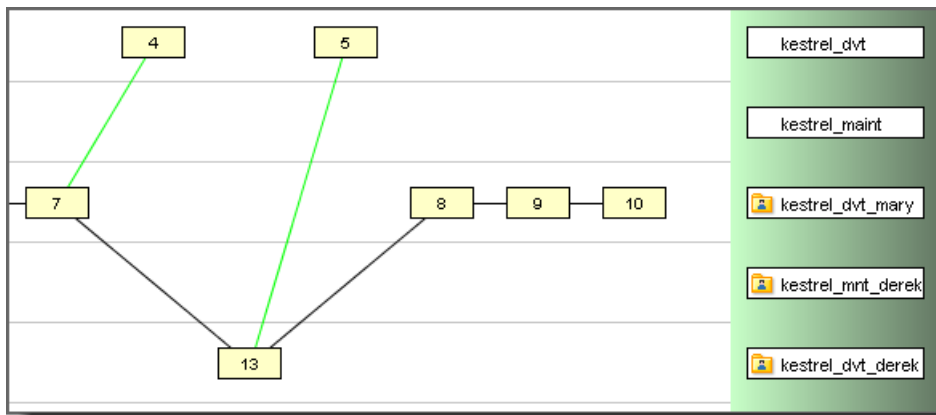 4
5
kestrel_dvt
kestrel_maint
7
8
9
10
kestrel_dvt_mary
kestrel_mnt_derek
13
kestrel_dvt_derek